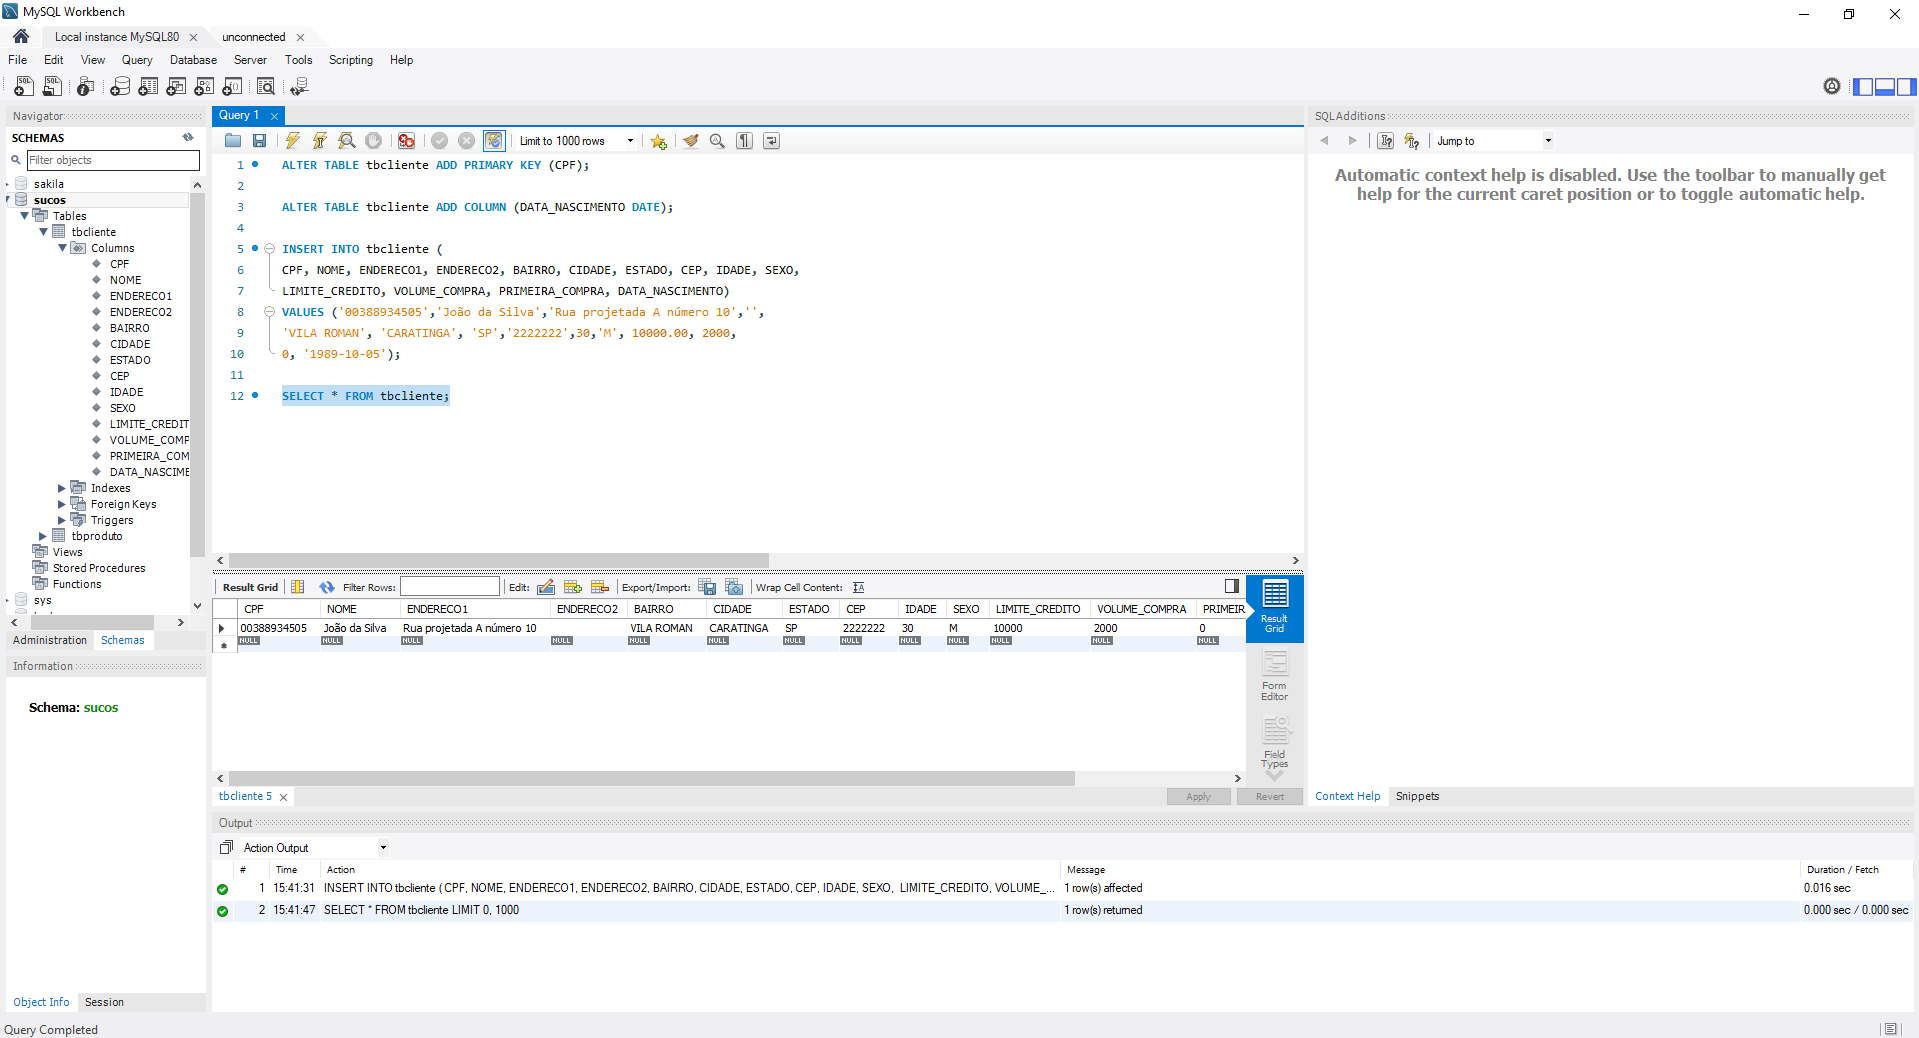 MySQL Workbench
Local instance MySQL80
unconnected
File Edit View Query Database Server Tools Scripting Help
Navigator
SCHEMAS
Filter objects
sakila
sucos
Tables
tbcliente
Columns
CPF
NOME
ENDERECO1
ENDERECO2
BAIRRO
CIDADE
ESTADO
CEP
IDADE
SEXO
LIMITE_CREDIT
VOLUME_COMP
PRIMEIRA_COM
DATA_NASCIME
Indexes
Foreign Keys
Triggers
tbproduto
Views
Stored Procedures
Functions
sys
Administration Schemas
Information
Schema: sucos
Object Info Session
Query Completed
Query 1
Limit to 1000 rows
1 ALTER TABLE tbcliente ADD PRIMARY KEY (CPF);
2
3 ALTER TABLE tbcliente ADD COLUMN (DATA_NASCIMENTO DATE);
4
5 INSERT INTO tbcliente (
6 CPF, NOME, ENDERECO1, ENDERECO2, BAIRRO, CIDADE, ESTADO, CEP, IDADE, SEXO,
7 LIMITE_CREDITO, VOLUME_COMPRA, PRIMEIRA_COMPRA, DATA_NASCIMENTO)
8 VALUES ('00388934505','João da Silva','Rua projetada A número 10','',
9 'VILA ROMAN', 'CARATINGA', 'SP','2222222',30,'M', 10000.00, 2000,
10 0, '1989-10-05');
11
12 SELECT * FROM tbcliente;
Result Grid Filter Rows: Edit: Export/Import: Wrap Cell Content:
CPF NOME ENDERECO1 ENDERECO2 BAIRRO CIDADE ESTADO CEP IDADE SEXO LIMITE_CREDITO VOLUME_COMPRA PRIMEIR
00388934505 João da Silva Rua projetada A número 10 VILA ROMAN CARATINGA SP 2222222 30 M 10000 2000 0
NULL NULL NULL NULL NULL NULL NULL NULL NULL NULL NULL NULL NULL
Result Grid
Form Editor
Field Types
tbcliente 5
Apply Revert
SQLAdditions
Jump to
Automatic context help is disabled. Use the toolbar to manually get
help for the current caret position or to toggle automatic help.
Context Help Snippets
Output
Action Output
# Time Action Message Duration / Fetch
1 15:41:31 INSERT INTO tbcliente ( CPF, NOME, ENDERECO1, ENDERECO2, BAIRRO, CIDADE, ESTADO, CEP, IDADE, SEXO, LIMITE_CREDITO, VOLUME_... 1 row(s) affected 0.016 sec
2 15:41:47 SELECT * FROM tbcliente LIMIT 0, 1000 1 row(s) returned 0.000 sec / 0.000 sec